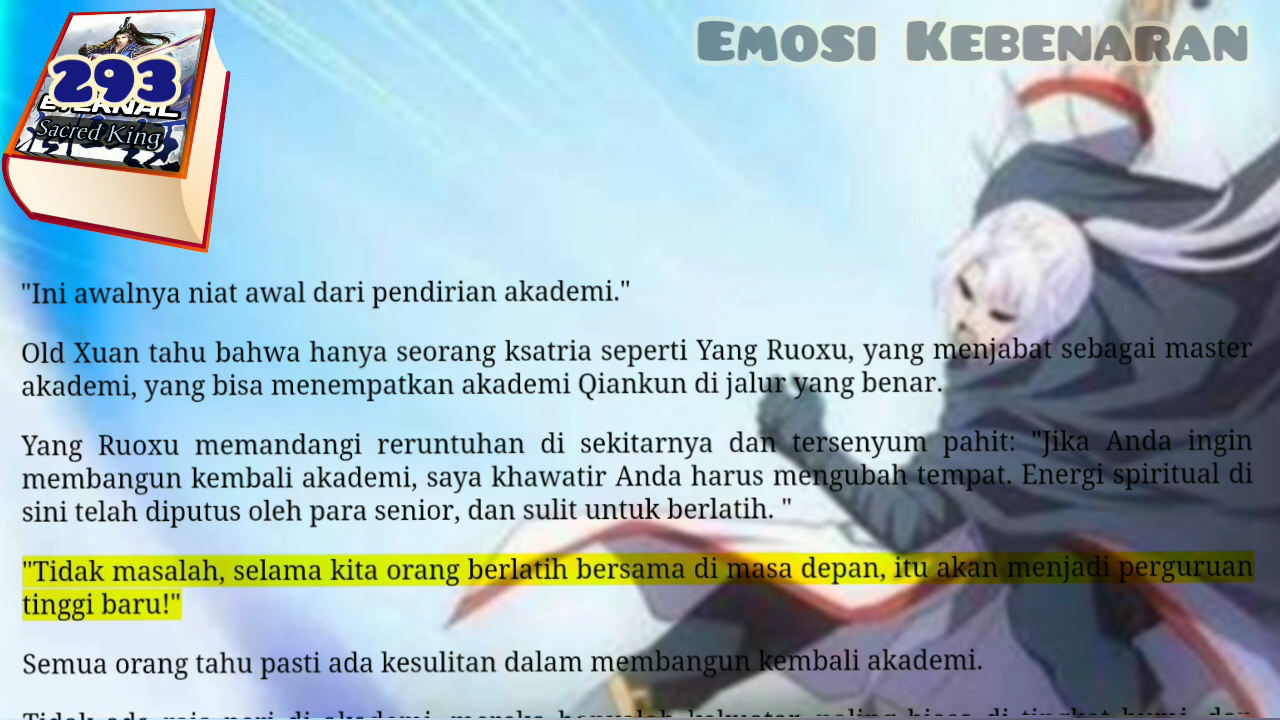 Emosi Kebenaran
293
ETERNAL
Sacred King
"Ini awalnya niat awal dari pendirian akademi."
Old Xuan tahu bahwa hanya seorang ksatria seperti Yang Ruoxu, yang menjabat sebagai master
akademi, yang bisa menempatkan akademi Qiankun di jalur yang benar.
Yang Ruoxu memandangi reruntuhan di sekitarnya dan tersenyum pahit: "Jika Anda ingin
membangun kembali akademi, saya khawatir Anda harus mengubah tempat. Energi spiritual di
sini telah diputus oleh para senior, dan sulit untuk berlatih. "
"Tidak masalah, selama kita orang berlatih bersama di masa depan, itu akan menjadi perguruan
tinggi baru!"
Semua orang tahu pasti ada kesulitan dalam membangun kembali akademi.